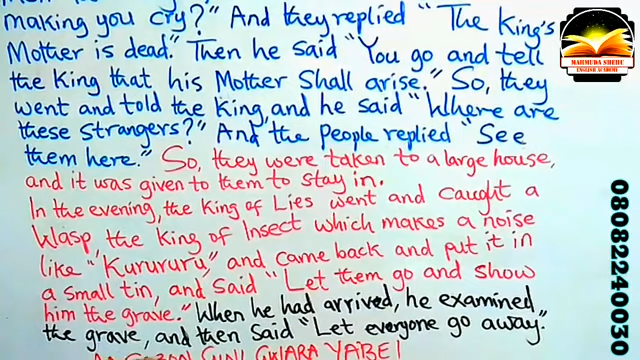 making you cry?" And they replied "The King's
Mother is dead." Then he said "You go and tell
the King that his Mother Shall arise." So, they
went and told the King, and he said "Where are
these strangers?" And the people replied "See
them here." So, they were taken to a large house,
and it was given to them to stay in.
In the evening, the King of Lies went and caught a
Wasp, the King of Insect which makes a noise
like "Kurururu," and came back and put it in
a small tin, and said "Let them go and show
him the grave." When he had arrived, he examined
the grave, and then said "Let everyone go away."
YABEI
MAHMUDA SHEHU
ENGLISH ACADEMY
08082240030